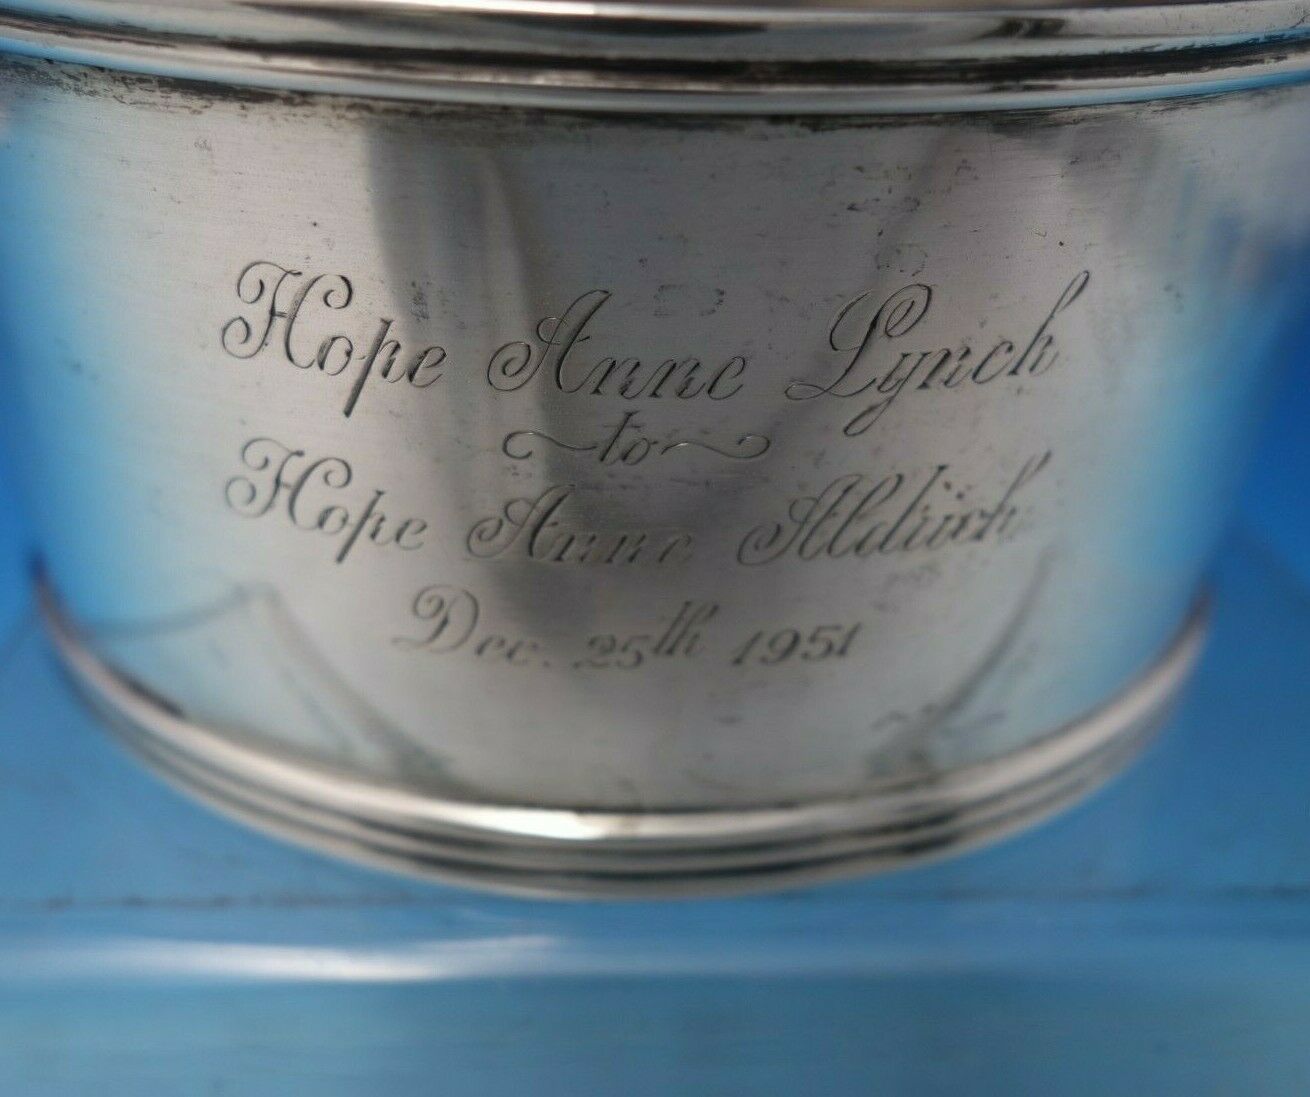 Hope Anne Lynch
to
Hope Anne Aldrich
Dec. 25th 1951